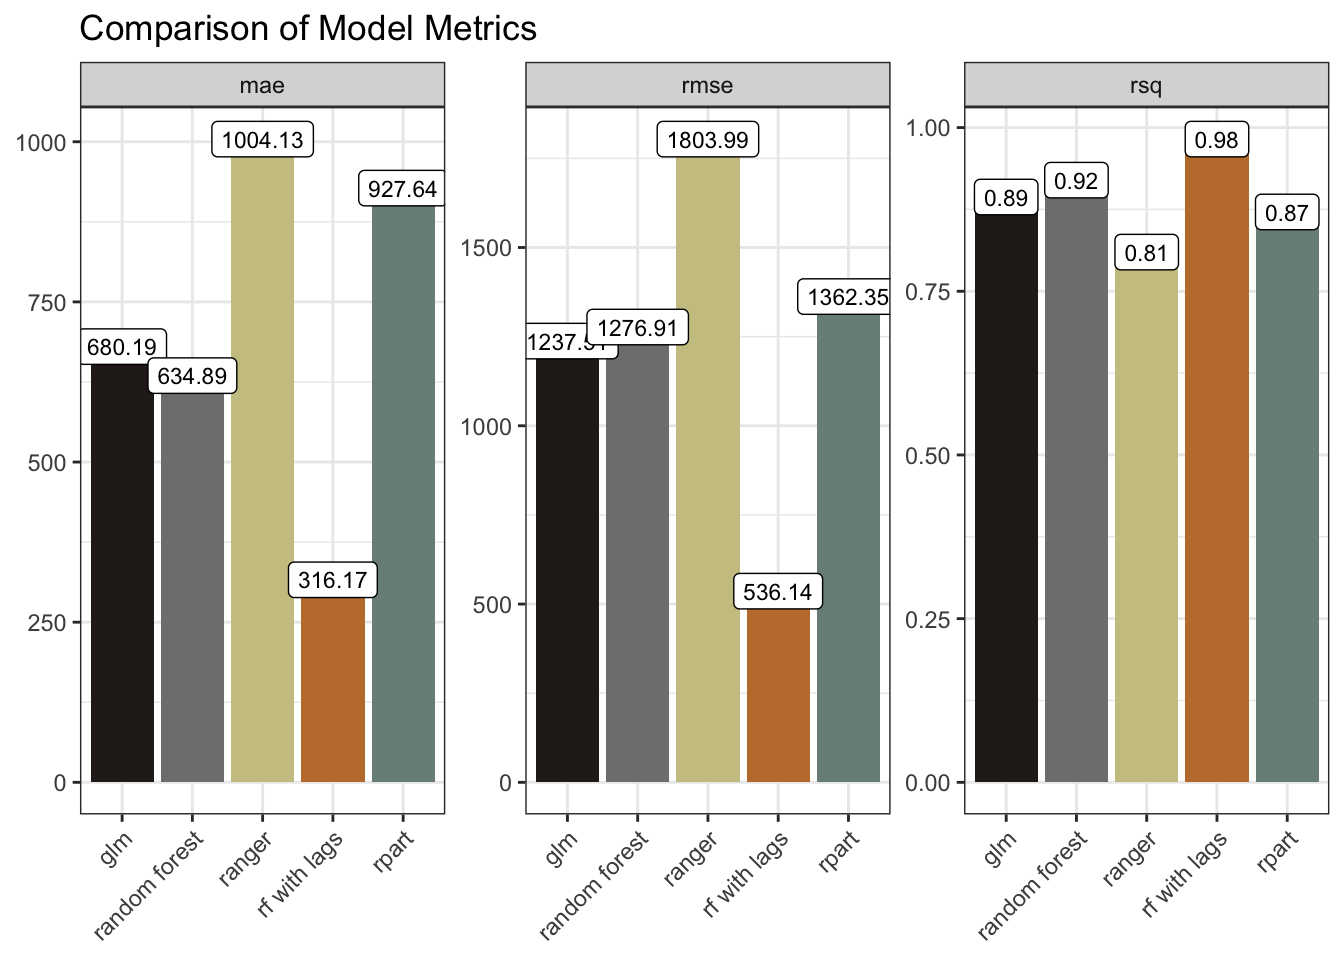 Comparison of Model Metrics
mae
rmse
rsq
1000
750
500
250
0
680.19
634.89
1004.13
316.17
927.64
glm
random forest
ranger
rf with lags
rpart
1500
1000
500
0
1276.91
1803.99
536.14
1362.35
glm
random forest
ranger
rf with lags
rpart
1.00
0.75
0.50
0.25
0.00
0.89
0.92
0.81
0.98
0.87
glm
random forest
ranger
rf with lags
rpart